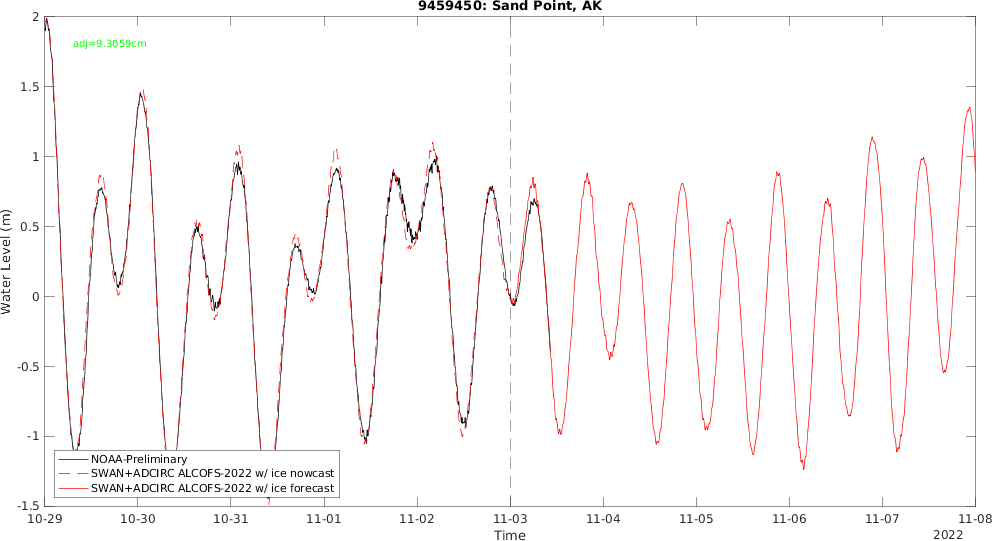 9459450: Sand Point, AK
adj=9.3059cm
Water Level (m)
2
1.5
1
0.5
0
-0.5
-1
-1.5
NOAA-Preliminary
SWAN+ADCIRC ALCOFS-2022 w/ ice nowcast
SWAN+ADCIRC ALCOFS-2022 w/ ice forecast
10-29 10-30 10-31 11-01 11-02 11-03 11-04 11-05 11-06 11-07 11-08
Time
2022